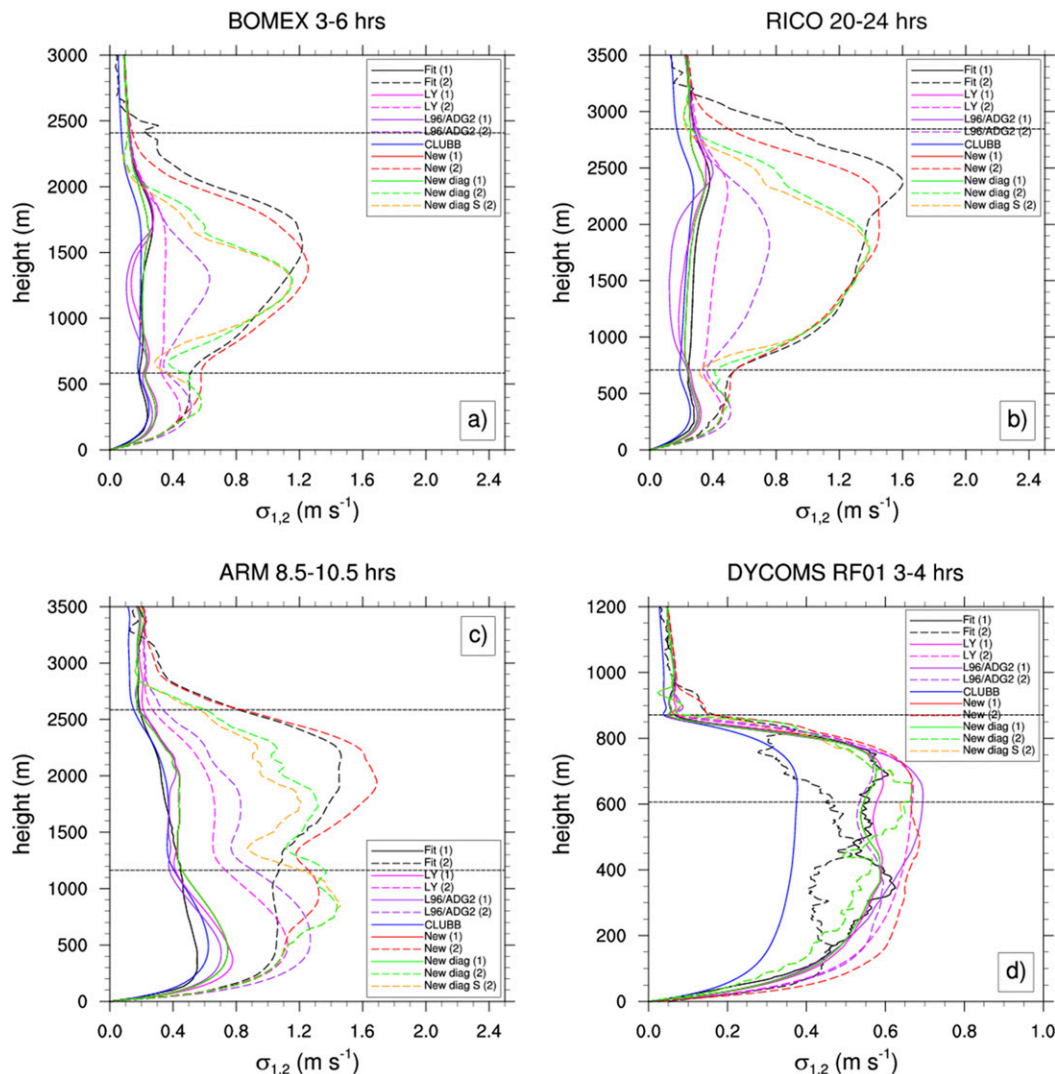 BOMEX 3-6 hrs
3000
2500
2000
1500
1000
500
0
height (m)
Fit (1)
Fit (2)
LY (1)
LY (2)
L96/ADG2 (1)
L96/ADG2 (2)
CLUBB
New (1)
New (2)
New diag (1)
New diag (2)
New diag S (2)
a)
0.0 0.4 0.8 1.2 1.6 2.0 2.4
σ1,2 (m s⁻¹)
RICO 20-24 hrs
3500
3000
2500
2000
1500
1000
500
0
height (m)
Fit (1)
Fit (2)
LY (1)
LY (2)
L96/ADG2 (1)
L96/ADG2 (2)
CLUBB
New (1)
New (2)
New diag (1)
New diag (2)
New diag S (2)
b)
0.0 0.4 0.8 1.2 1.6 2.0 2.4
σ1,2 (m s⁻¹)
ARM 8.5-10.5 hrs
3500
3000
2500
2000
1500
1000
500
0
height (m)
c)
Fit (1)
Fit (2)
LY (1)
LY (2)
L96/ADG2 (1)
L96/ADG2 (2)
CLUBB
New (1)
New (2)
New diag (1)
New diag (2)
New diag S (2)
0.0 0.4 0.8 1.2 1.6 2.0 2.4
σ1,2 (m s⁻¹)
DYCOMS RF01 3-4 hrs
1200
1000
800
600
400
200
0
height (m)
Fit (1)
Fit (2)
LY (1)
LY (2)
L96/ADG2 (1)
L96/ADG2 (2)
CLUBB
New (1)
New (2)
New diag (1)
New diag (2)
New diag S (2)
d)
0.0 0.2 0.4 0.6 0.8 1.0
σ1,2 (m s⁻¹)